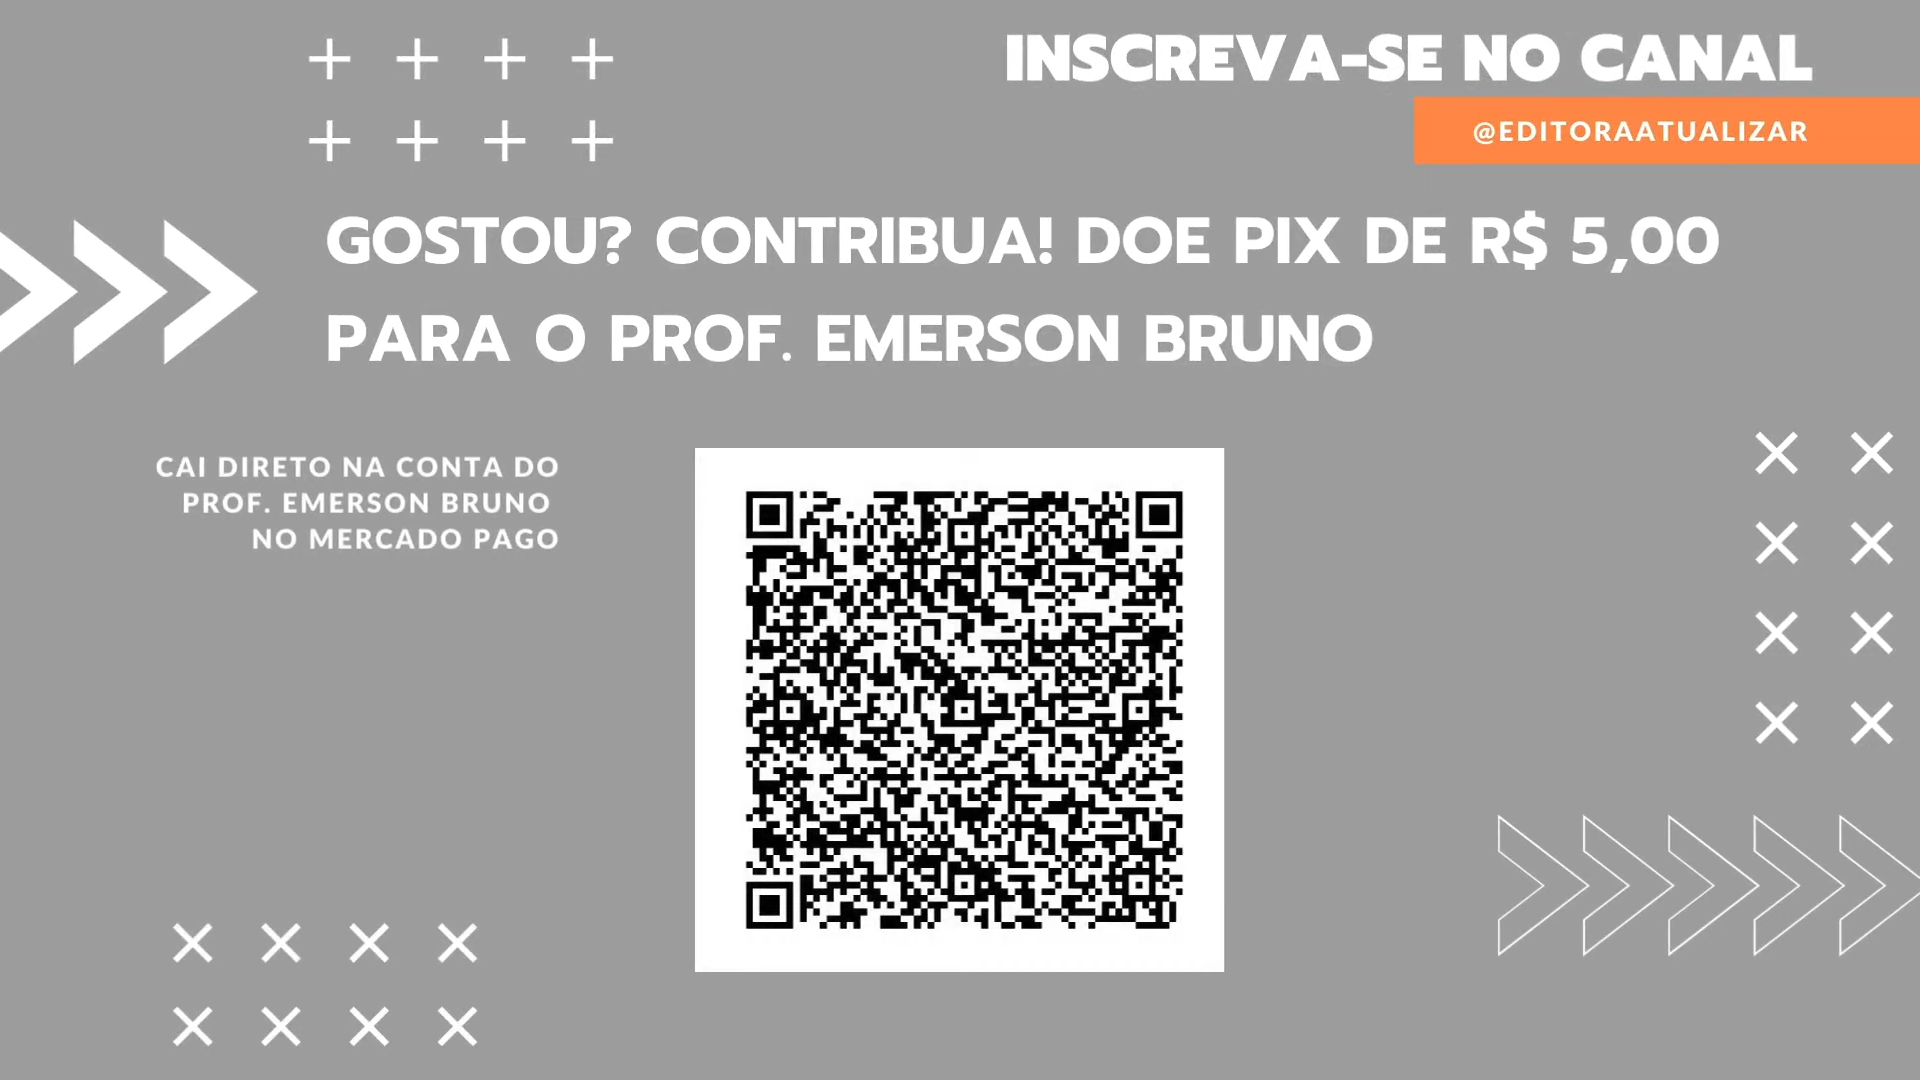 INSCREVA-SE NO CANAL
@EDITORAATUALIZAR
GOSTOU? CONTRIBUA! DOE PIX DE R$ 5,00
PARA O PROF. EMERSON BRUNO
CAI DIRETO NA CONTA DO
PROF. EMERSON BRUNO
NO MERCADO PAGO